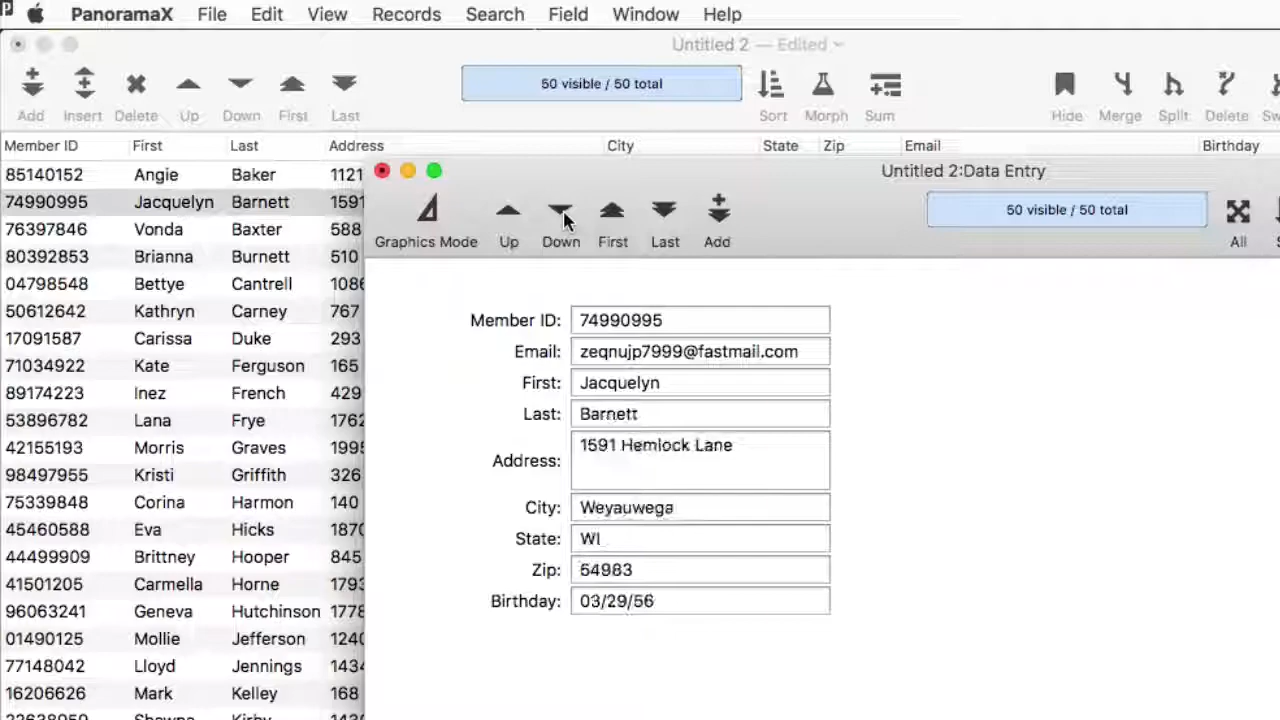 PanoramaX File Edit View Records Search Field Window Help
Untitled 2 — Edited
50 visible / 50 total
Add Insert Delete Up Down First Last Sort Morph Sum Hide Merge Split Delete
Member ID First Last Address City State Zip Email Birthday
85140152 Angie Baker 1121
74990995 Jacquelyn Barnett 1591
76397846 Vonda Baxter 588
80392853 Brianna Burnett 510
04798548 Bettye Cantrell 1086
50612642 Kathryn Carney 767
17091587 Carissa Duke 293
71034922 Kate Ferguson 165
89174223 Inez French 429
53896782 Lana Frye 1762
42155193 Morris Graves 1995
98497955 Kristi Griffith 326
75339848 Corina Harmon 140
45460588 Eva Hicks 1870
44499909 Brittney Hooper 845
41501205 Carmella Horne 1793
96063241 Geneva Hutchinson 1778
01490125 Mollie Jefferson 1240
77148042 Lloyd Jennings 1434
16206626 Mark Kelley 168
Untitled 2:Data Entry
50 visible / 50 total
Graphics Mode Up Down First Last Add All
Member ID: 74990995
Email: zeqnujp7999@fastmail.com
First: Jacquelyn
Last: Barnett
Address: 1591 Hemlock Lane
City: Weyauwega
State: WI
Zip: 54983
Birthday: 03/29/56